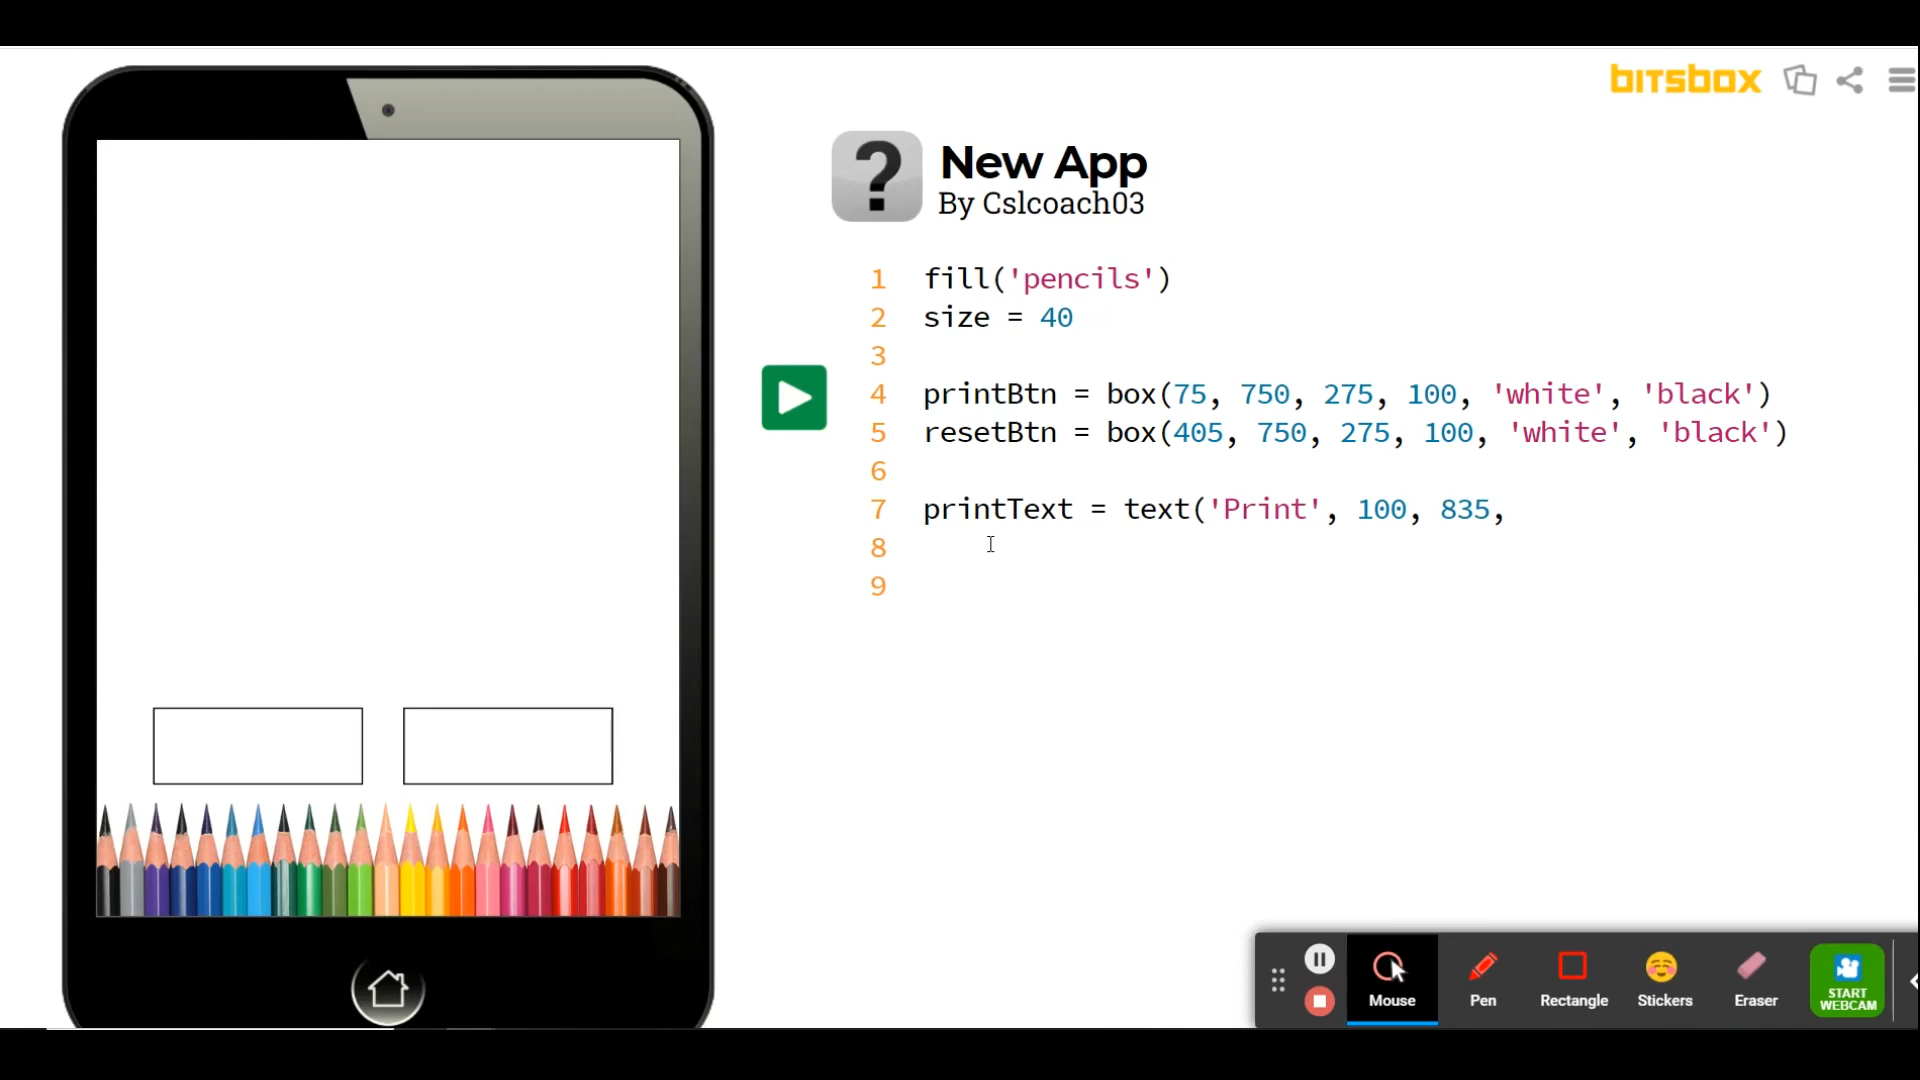 bitsbox
?
New App
By Cslcoach03
1 fill('pencils')
2 size = 40
3
4 printBtn = box(75, 750, 275, 100, 'white', 'black')
5 resetBtn = box(405, 750, 275, 100, 'white', 'black')
6
7 printText = text('Print', 100, 835,
8
9
Mouse Pen Rectangle Stickers Eraser START WEBCAM